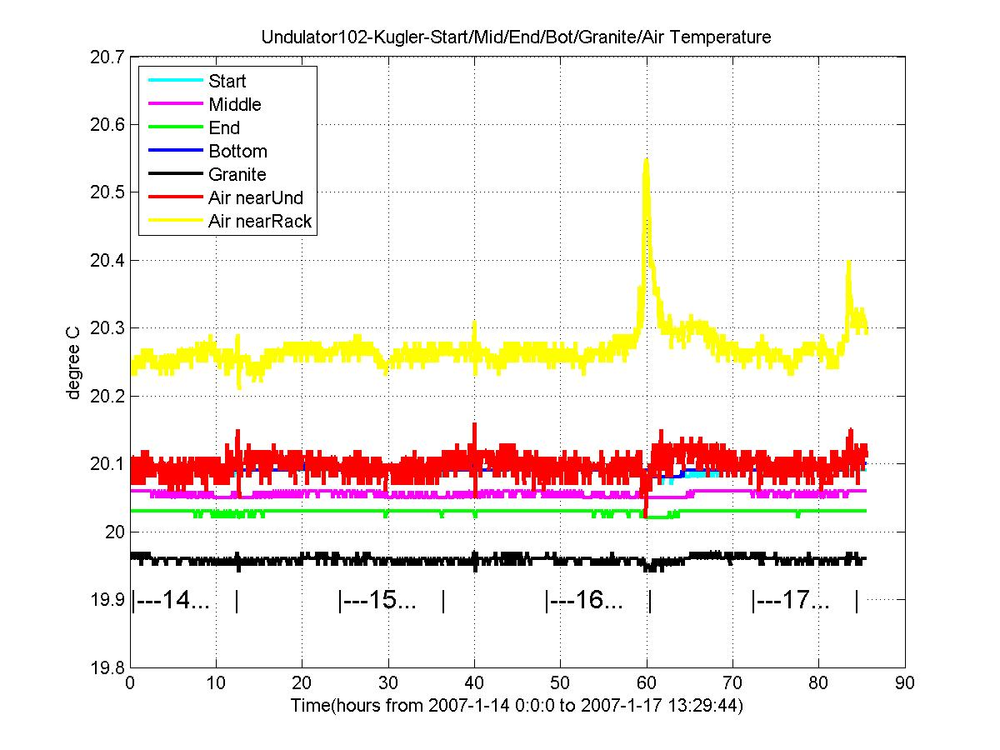 Undulator102-Kugler-Start/Mid/End/Bot/Granite/Air Temperature
20.7
20.6
20.5
20.4
20.3
20.2
20.1
20
19.9
19.8
degree C
Start
Middle
End
Bottom
Granite
Air nearUnd
Air nearRack
|---14... | |---15... | |---16... | |---17... |
0 10 20 30 40 50 60 70 80 90
Time(hours from 2007-1-14 0:0:0 to 2007-1-17 13:29:44)